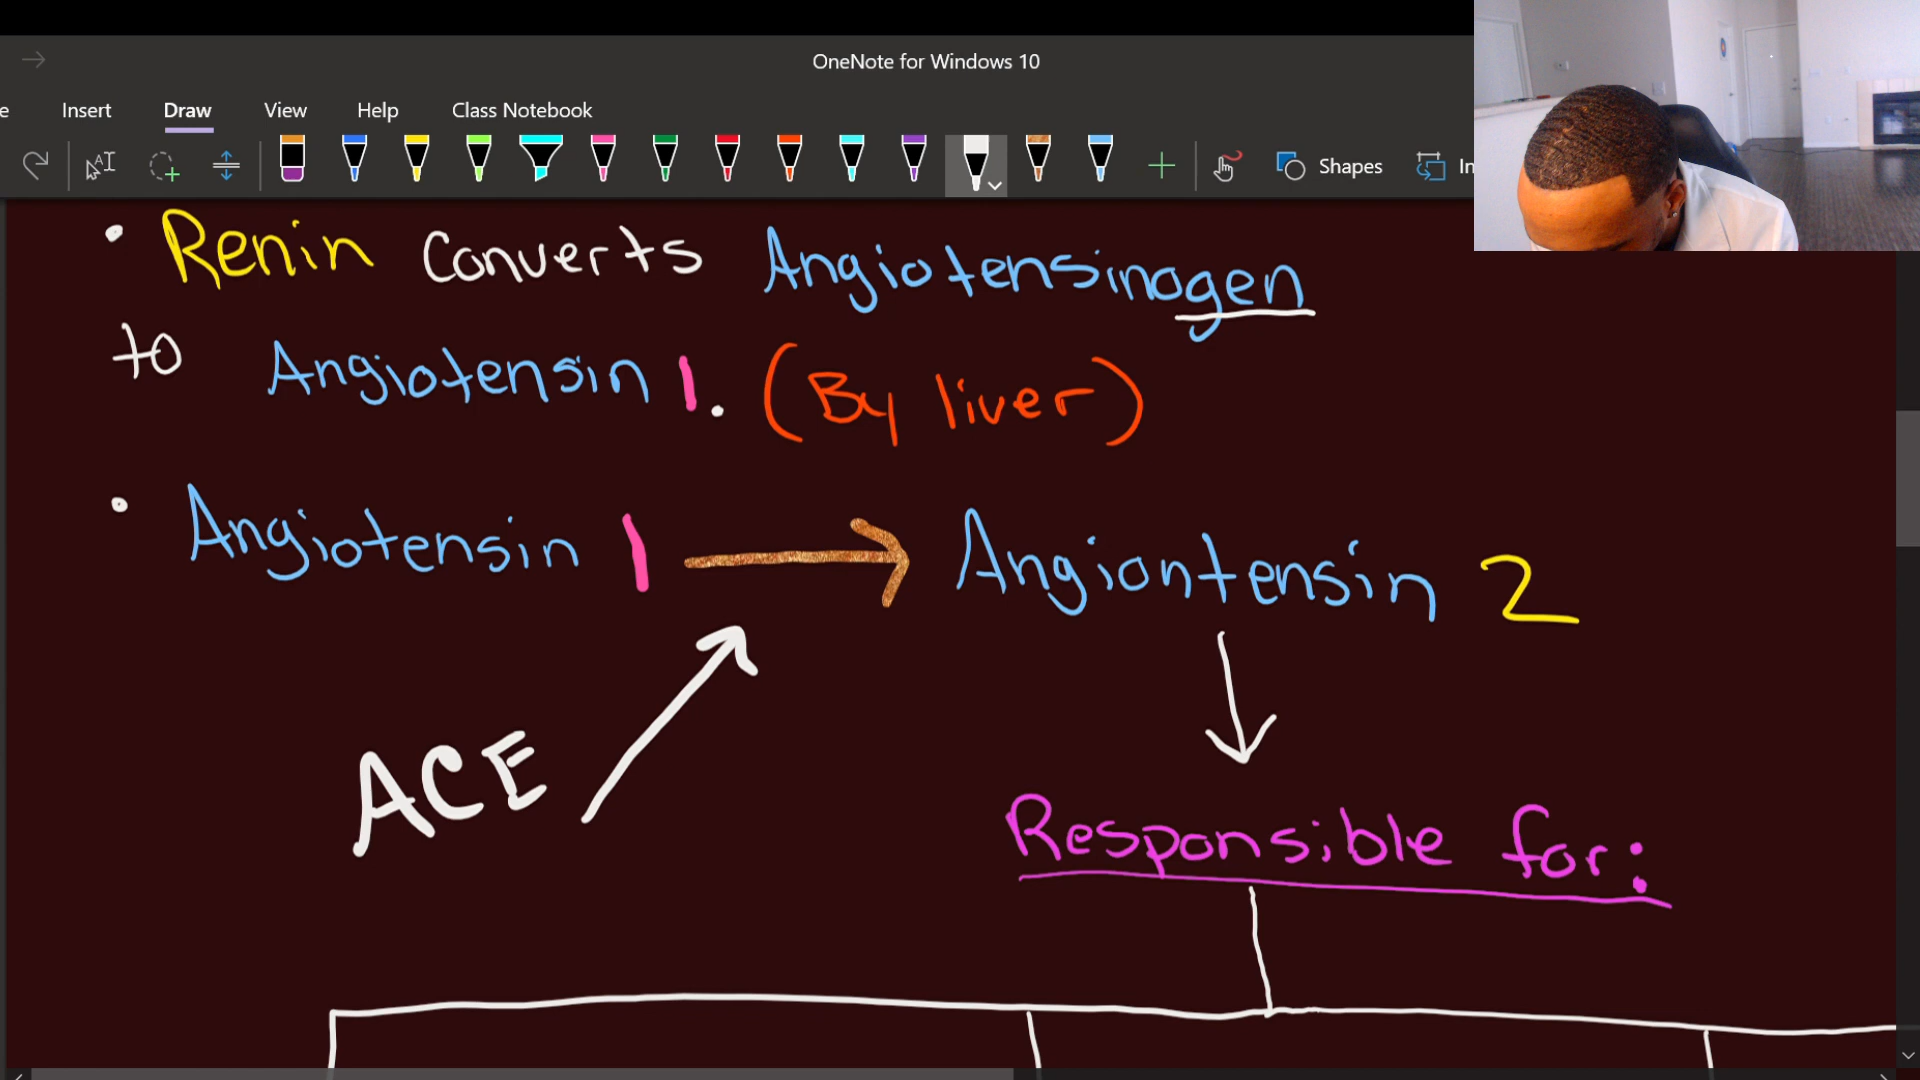 OneNote for Windows 10
e Insert Draw View Help Class Notebook
Shapes In
• Renin Converts Angiotensinogen
to Angiotensin 1. (By liver)
• Angiotensin 1 → Angiontensin 2
ACE
Responsible for: